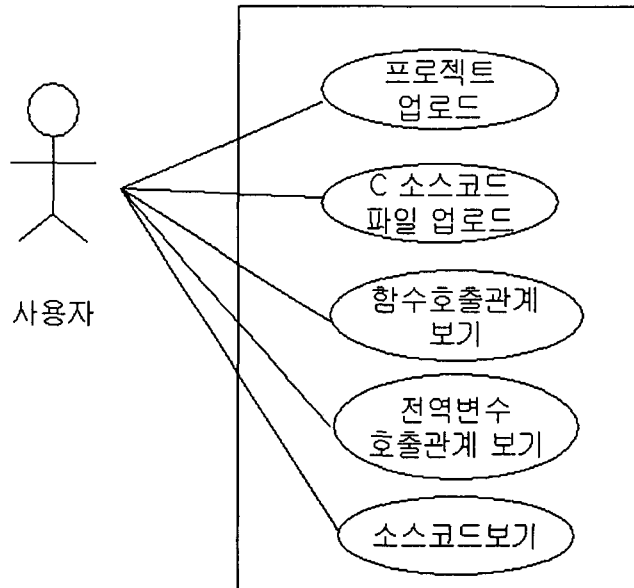 프로젝트
업로드
C 소스코드
파일 업로드
사용자
함수호출관계
보기
전역변수
호출관계 보기
소스코드보기